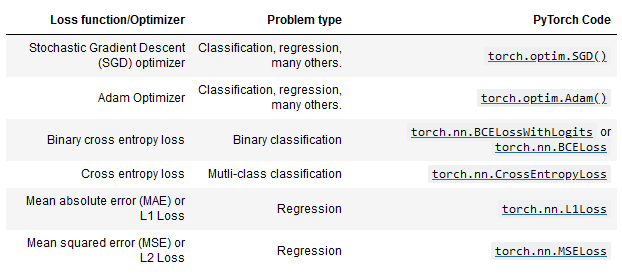 Loss function/Optimizer Problem type PyTorch Code
Stochastic Gradient Descent (SGD) optimizer Classification, regression, many others. torch.optim.SGD()
Adam Optimizer Classification, regression, many others. torch.optim.Adam()
Binary cross entropy loss Binary classification torch.nn.BCELossWithLogits or torch.nn.BCELoss
Cross entropy loss Mutli-class classification torch.nn.CrossEntropyLoss
Mean absolute error (MAE) or L1 Loss Regression torch.nn.L1Loss
Mean squared error (MSE) or L2 Loss Regression torch.nn.MSELoss